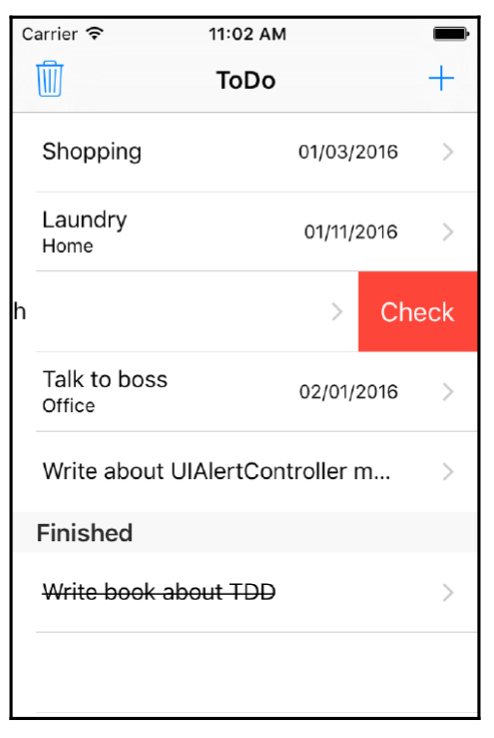 Carrier 11:02 AM
ToDo
Shopping 01/03/2016
Laundry 01/11/2016
Home
h Check
Talk to boss 02/01/2016
Office
Write about UIAlertController m...
Finished
Write book about TDD